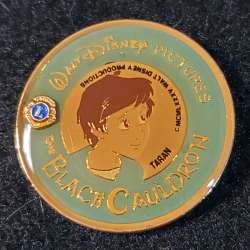 WALT DISNEY PICTURES
THE BLACK CAULDRON
© MCMLXXXV WALT DISNEY PRODUCTIONS
TARAN